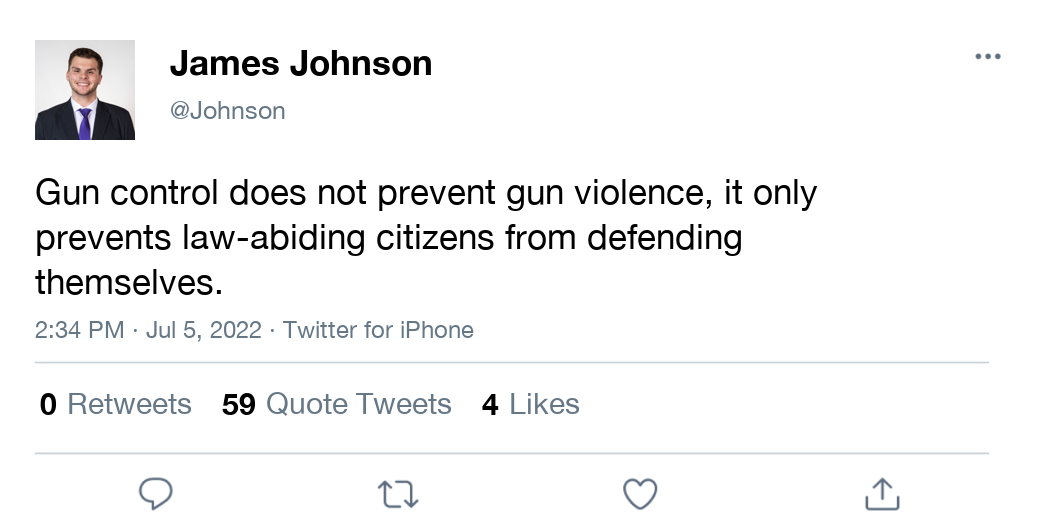 James Johnson
@Johnson
Gun control does not prevent gun violence, it only
prevents law-abiding citizens from defending
themselves.
2:34 PM · Jul 5, 2022 · Twitter for iPhone
0 Retweets 59 Quote Tweets 4 Likes